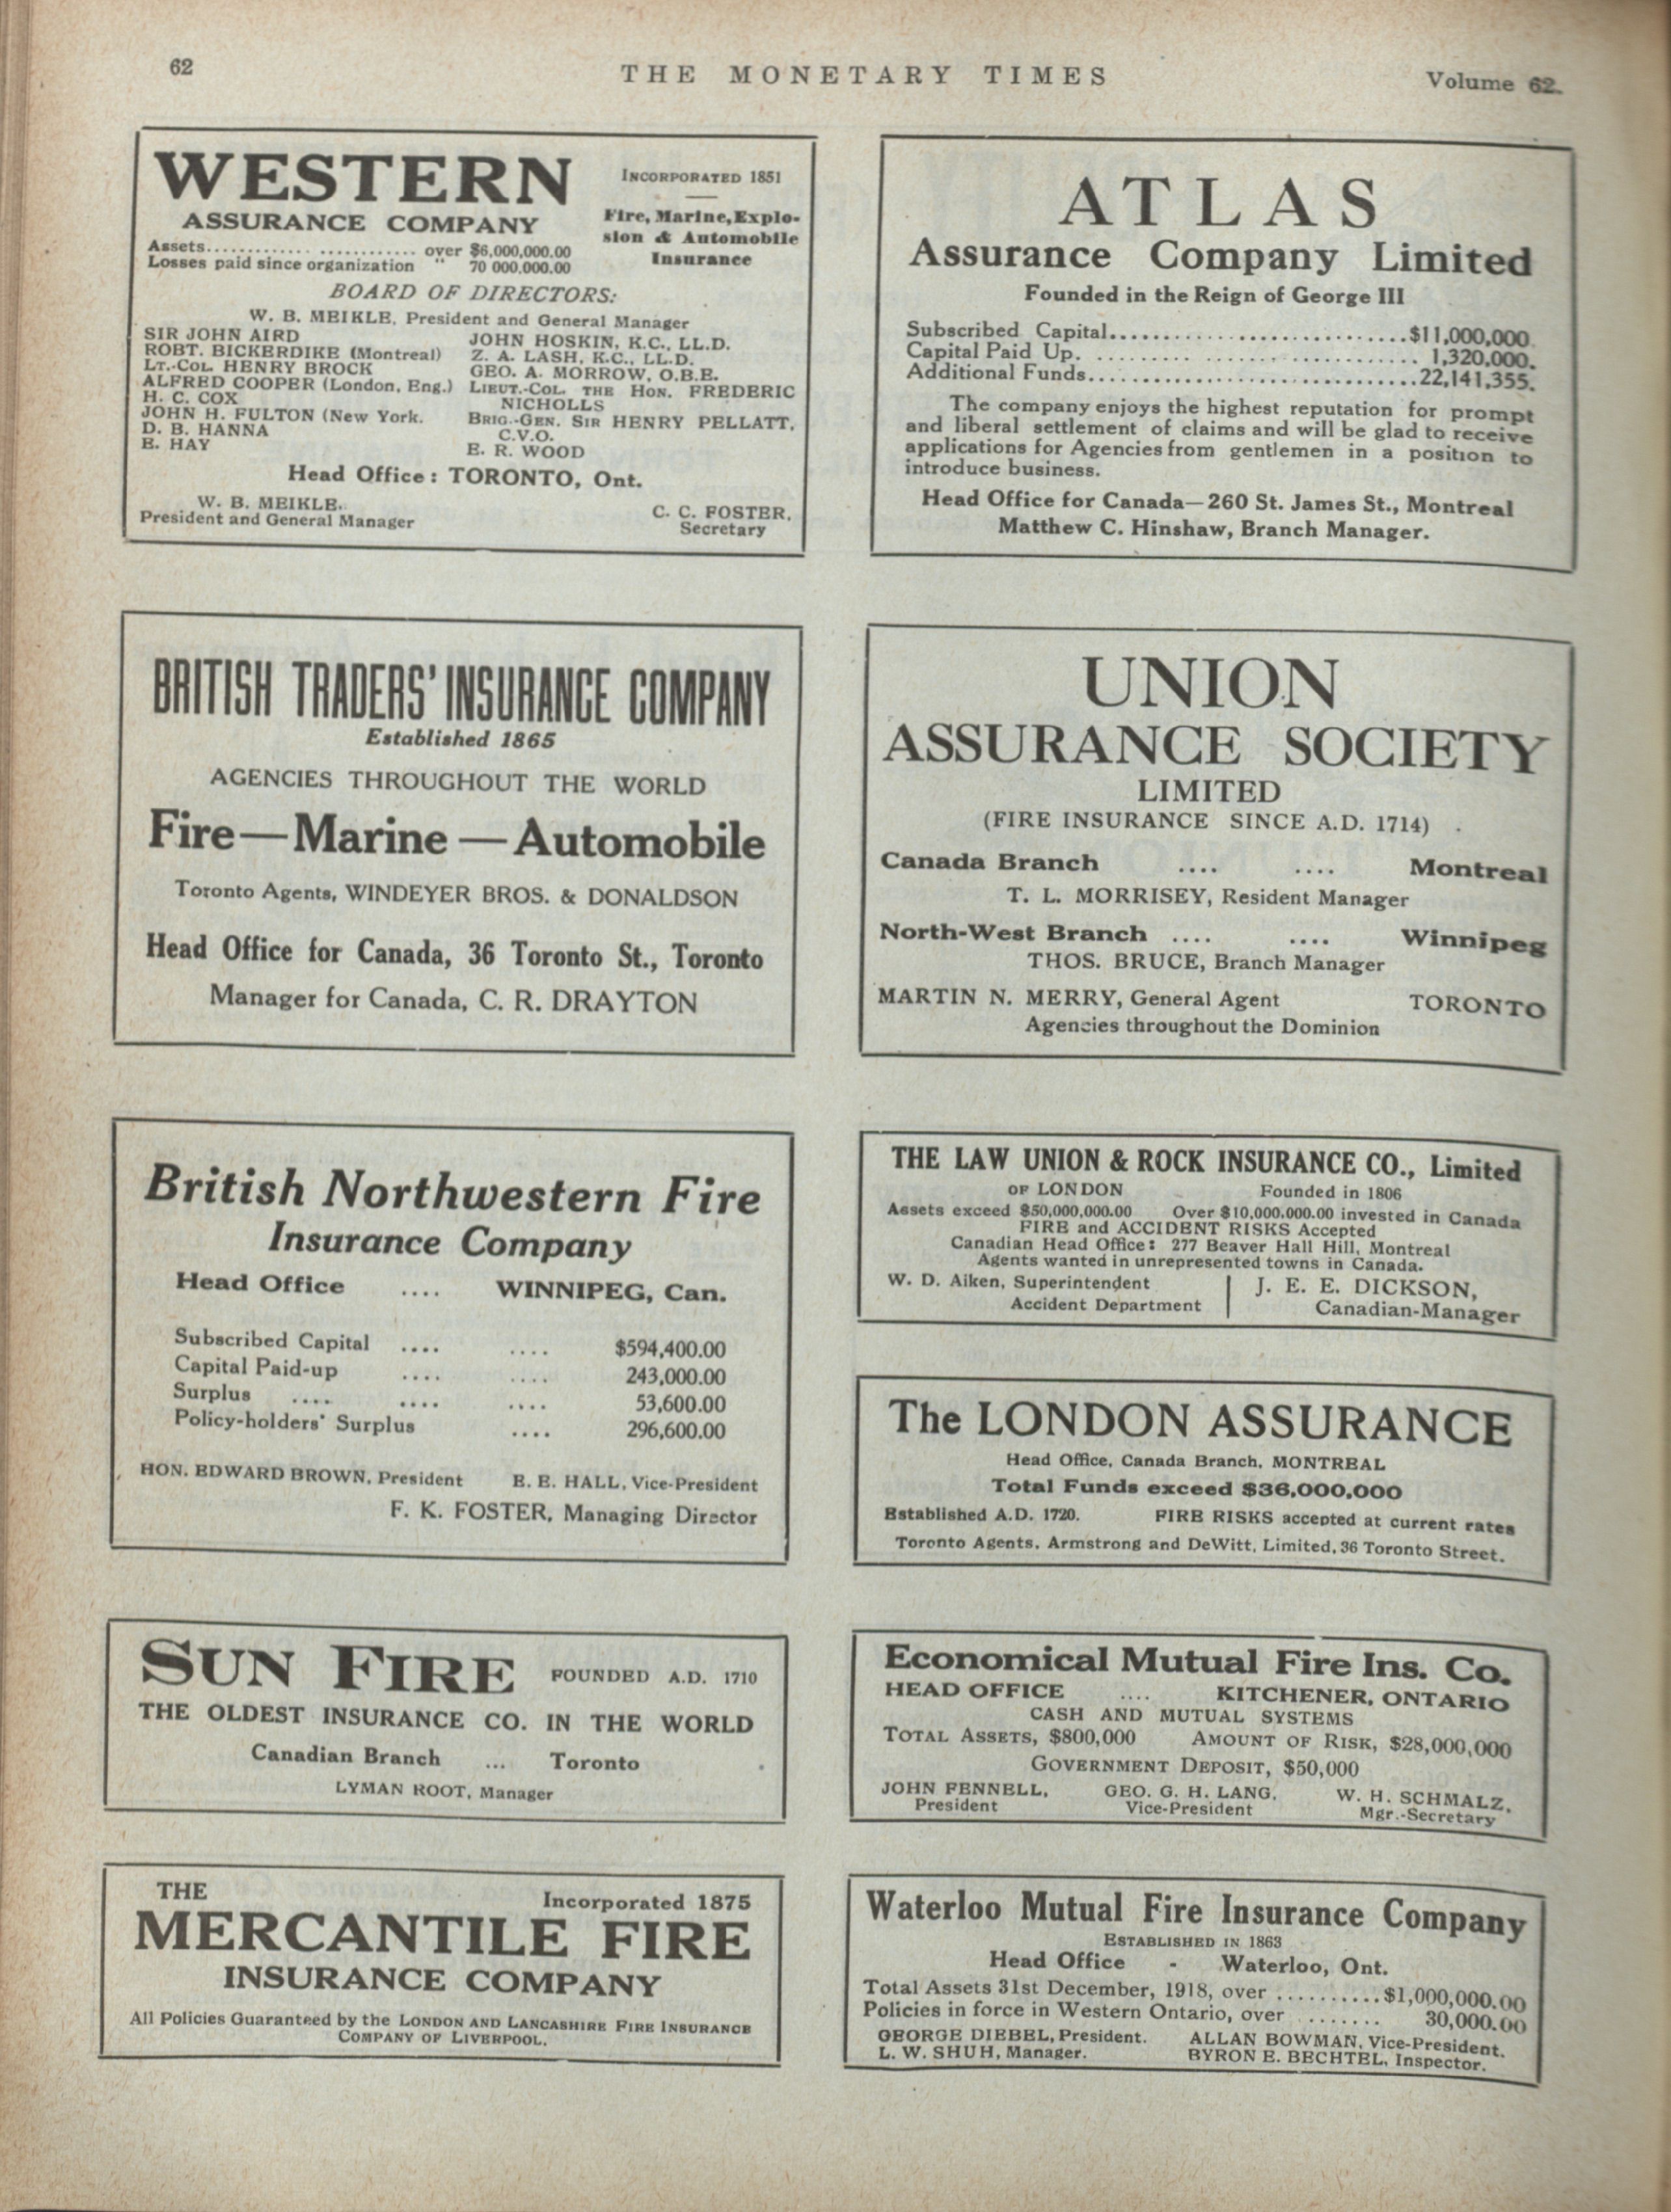 62
THE MONETARY TIMES
Volume 62.
WESTERN
ASSURANCE COMPANY
INCORPORATED 1851
Fire, Marine, Explo-
sion & Automobile
Insurance
Assets............. ............ over $6,000,000.00
Losses paid since organization " 70 000,000.00
BOARD OF DIRECTORS:
W. B. MEIKLE, President and General Manager
SIR JOHN AIRD
ROBT. BICKERDIKE (Montreal)
LT.-COL. HENRY BROCK
ALFRED COOPER (London, Eng.)
H. C. COX
JOHN H. FULTON (New York.
D. B. HANNA
E. HAY
JOHN HOSKIN, K.C., LL.D.
Z. A. LASH, K.C., LL.D.
GEO. A. MORROW, O.B.E.
LIEUT.-COL. THE HON. FREDERIC
NICHOLLS
BRIG.-GEN. SIR HENRY PELLATT,
C.V.O.
E. R. WOOD
Head Office: TORONTO, Ont.
W. B. MEIKLE,
President and General Manager
C. C. FOSTER,
Secretary
ATLAS
Assurance Company Limited
Founded in the Reign of George III
Subscribed Capital..............................$11,000,000
Capital Paid Up. ............................... 1,320,000.
Additional Funds.................................22,141,355.
The company enjoys the highest reputation for prompt
and liberal settlement of claims and will be glad to receive
applications for Agencies from gentlemen in a position to
introduce business.
Head Office for Canada—260 St. James St., Montreal
Matthew C. Hinshaw, Branch Manager.
BRITISH TRADERS' INSURANCE COMPANY
Established 1865
AGENCIES THROUGHOUT THE WORLD
Fire—Marine—Automobile
Toronto Agents, WINDEYER BROS. & DONALDSON
Head Office for Canada, 36 Toronto St., Toronto
Manager for Canada, C. R. DRAYTON
UNION
ASSURANCE SOCIETY
LIMITED
(FIRE INSURANCE SINCE A.D. 1714)
Canada Branch .... .... Montreal
T. L. MORRISEY, Resident Manager
North-West Branch .... .... Winnipeg
THOS. BRUCE, Branch Manager
MARTIN N. MERRY, General Agent TORONTO
Agencies throughout the Dominion
British Northwestern Fire
Insurance Company
Head Office .... WINNIPEG, Can.
Subscribed Capital .... .... $594,400.00
Capital Paid-up .... .... 243,000.00
Surplus .... .... .... 53,600.00
Policy-holders' Surplus .... 296,600.00
HON. EDWARD BROWN, President E. E. HALL, Vice-President
F. K. FOSTER, Managing Director
THE LAW UNION & ROCK INSURANCE CO., Limited
OF LONDON Founded in 1806
Assets exceed $50,000,000.00 Over $10,000,000.00 invested in Canada
FIRE and ACCIDENT RISKS Accepted
Canadian Head Office: 277 Beaver Hall Hill, Montreal
Agents wanted in unrepresented towns in Canada.
W. D. Aiken, Superintendent
Accident Department
J. E. E. DICKSON,
Canadian-Manager
The LONDON ASSURANCE
Head Office, Canada Branch, MONTREAL
Total Funds exceed $36,000,000
Established A.D. 1720. FIRE RISKS accepted at current rates
Toronto Agents, Armstrong and DeWitt, Limited, 36 Toronto Street.
SUN FIRE FOUNDED A.D. 1710
THE OLDEST INSURANCE CO. IN THE WORLD
Canadian Branch ... Toronto
LYMAN ROOT, Manager
Economical Mutual Fire Ins. Co.
HEAD OFFICE .... KITCHENER, ONTARIO
CASH AND MUTUAL SYSTEMS
TOTAL ASSETS, $800,000 AMOUNT OF RISK, $28,000,000
GOVERNMENT DEPOSIT, $50,000
JOHN FENNELL, GEO. G. H. LANG, W. H. SCHMALZ,
President Vice-President Mgr.-Secretary
THE Incorporated 1875
MERCANTILE FIRE
INSURANCE COMPANY
All Policies Guaranteed by the LONDON AND LANCASHIRE FIRE INSURANCE
COMPANY OF LIVERPOOL.
Waterloo Mutual Fire Insurance Company
ESTABLISHED IN 1863
Head Office - Waterloo, Ont.
Total Assets 31st December, 1918, over ..........$1,000,000.00
Policies in force in Western Ontario, over ........ 30,000.00
GEORGE DIEBEL, President. ALLAN BOWMAN, Vice-President.
L. W. SHUH, Manager. BYRON E. BECHTEL, Inspector.